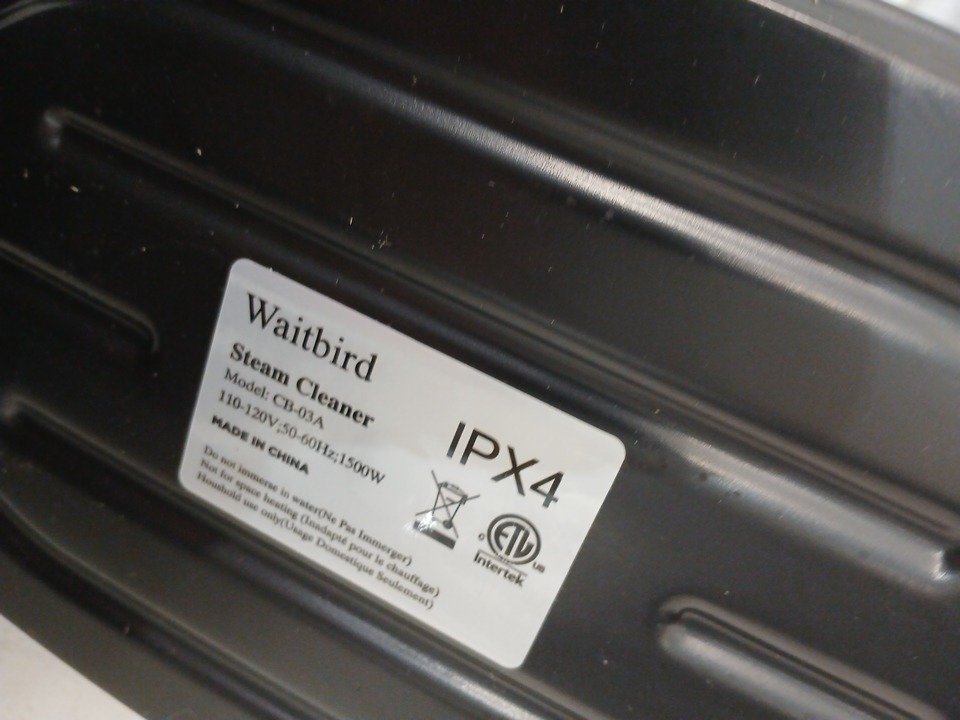 Waitbird
Steam Cleaner
Model: CB-03A
110-120V;50-60Hz;1500W
MADE IN CHINA
IPX4
Do not immerse in water(Ne Pas Immerger)
Not for space heating (Inadapté pour le chauffage)
Houshold use only(Usage Domestique Seulement)
ETL
c
us
Intertek